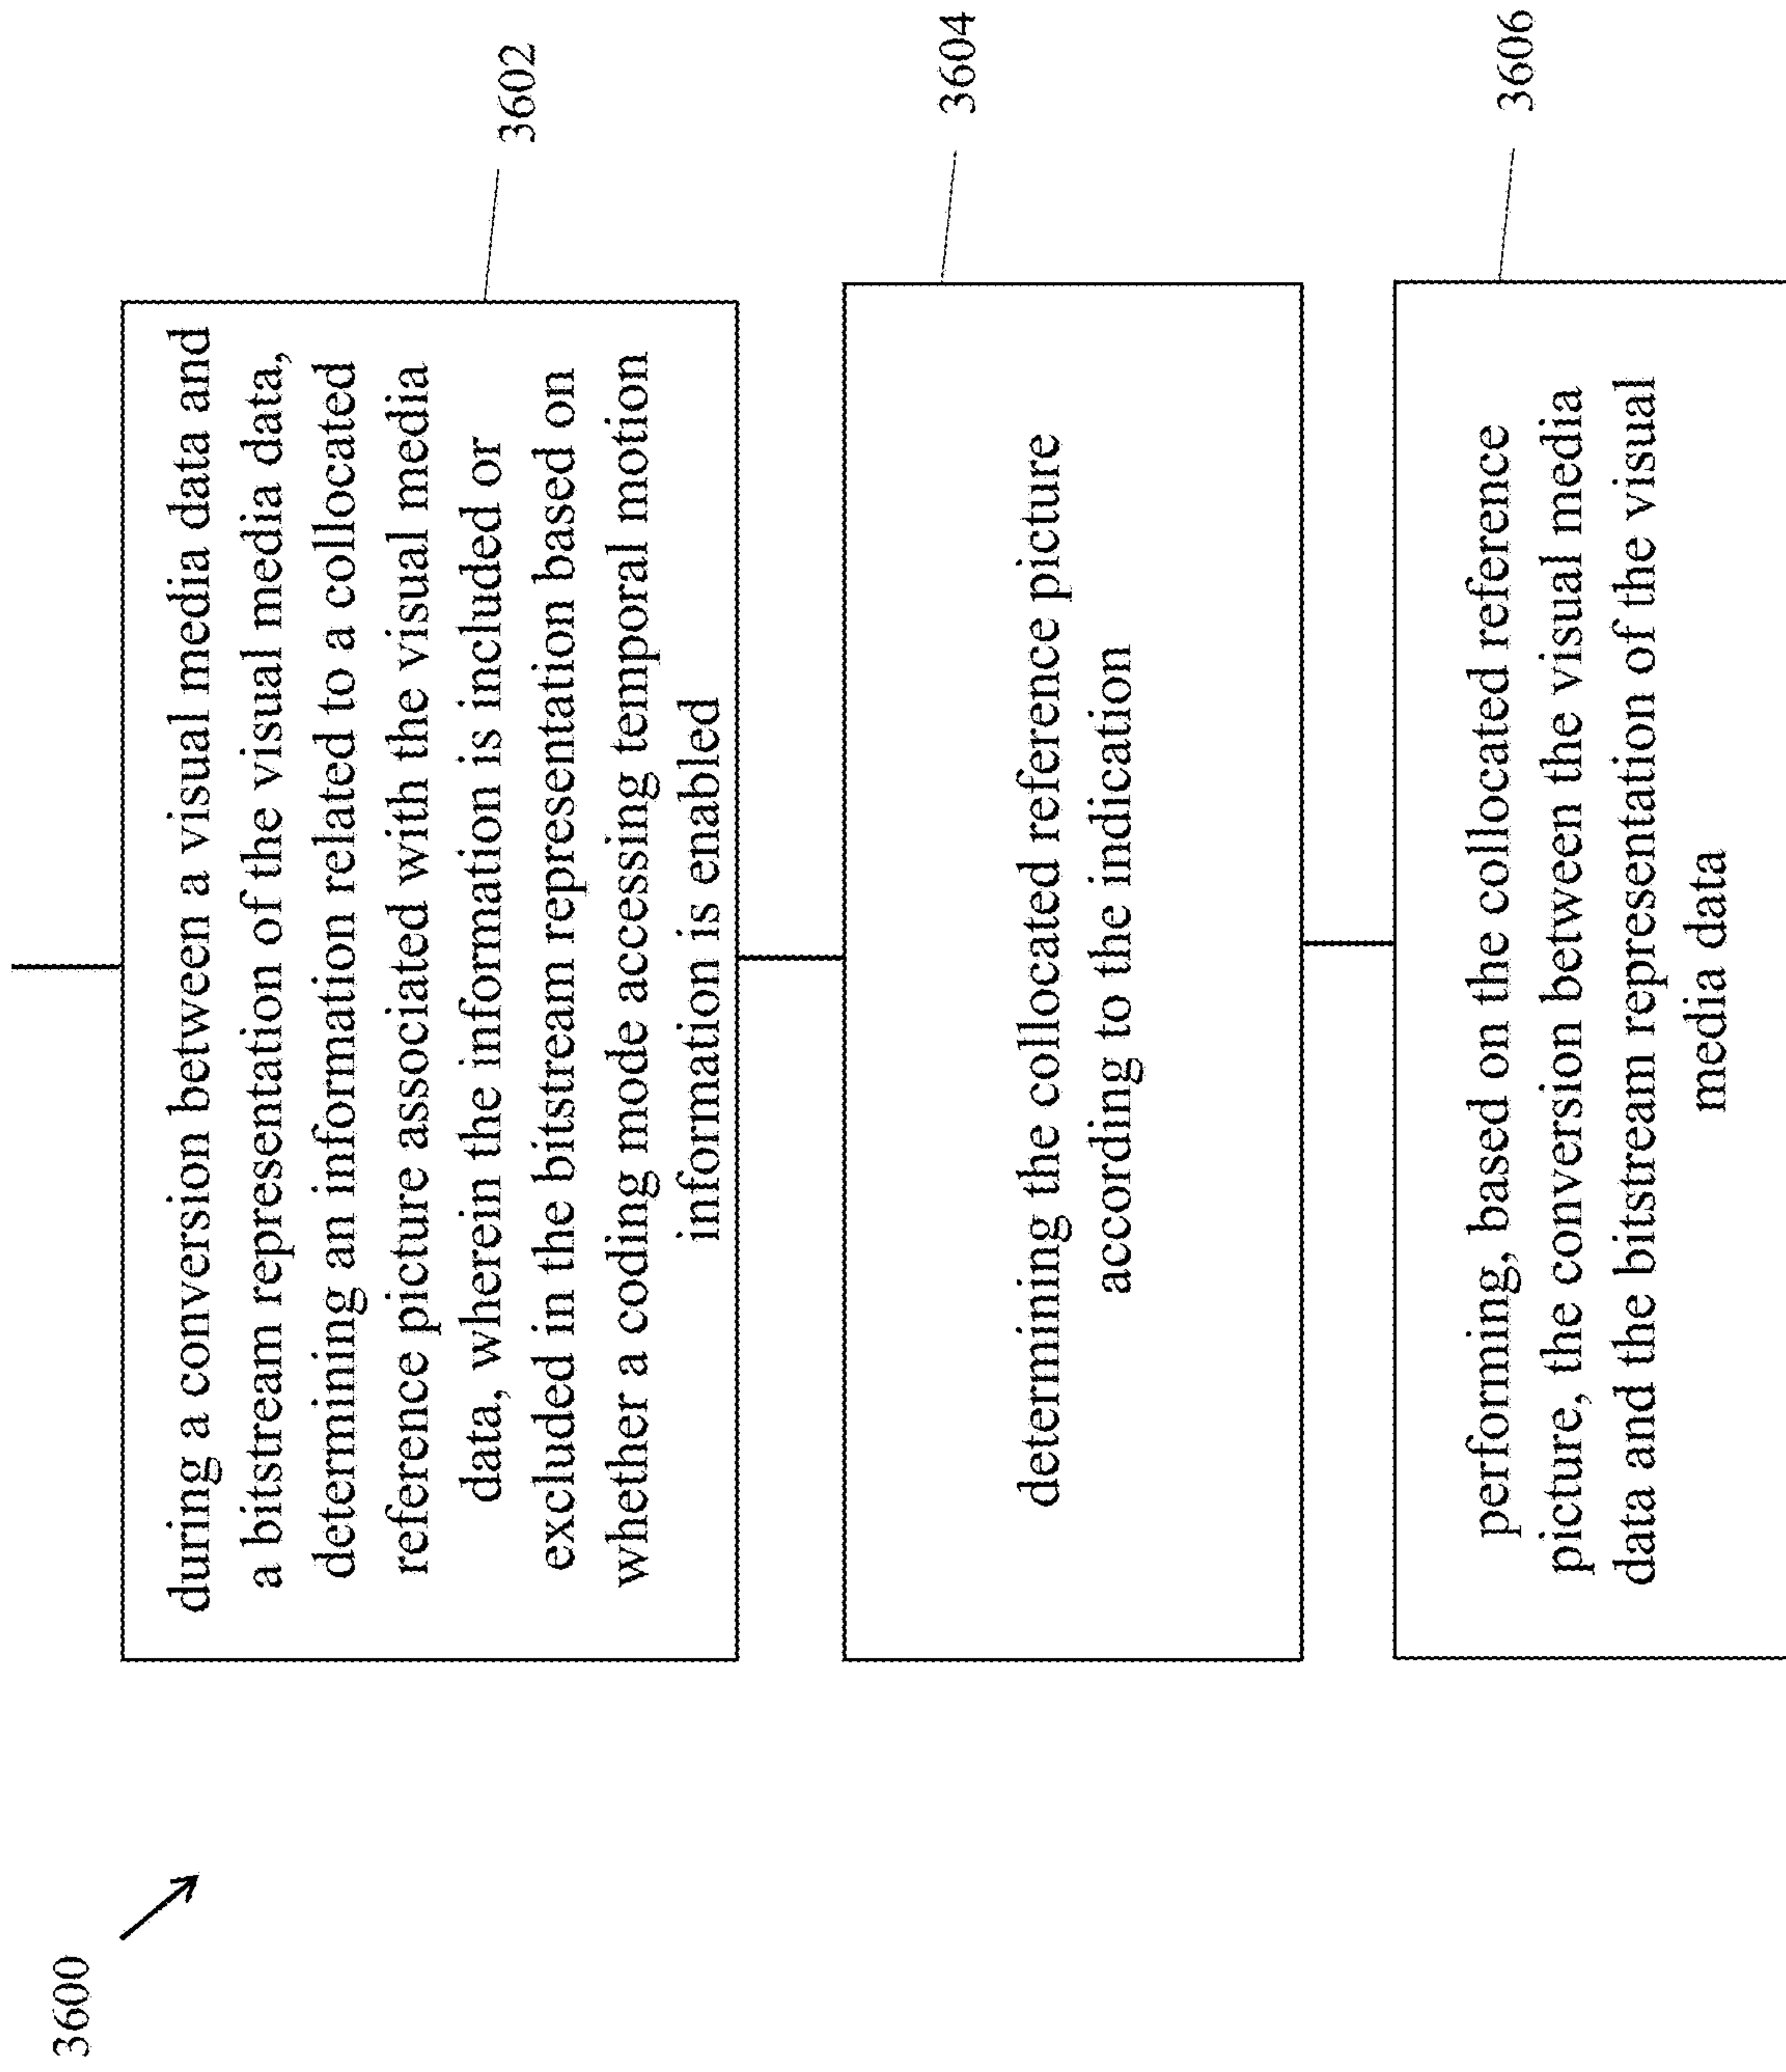 3600
during a conversion between a visual media data and
a bitstream representation of the visual media data,
determining an information related to a collocated
reference picture associated with the visual media
data, wherein the information is included or
excluded in the bitstream representation based on
whether a coding mode accessing temporal motion
information is enabled
3602
determining the collocated reference picture
according to the indication
3604
performing, based on the collocated reference
picture, the conversion between the visual media
data and the bitstream representation of the visual
media data
3606